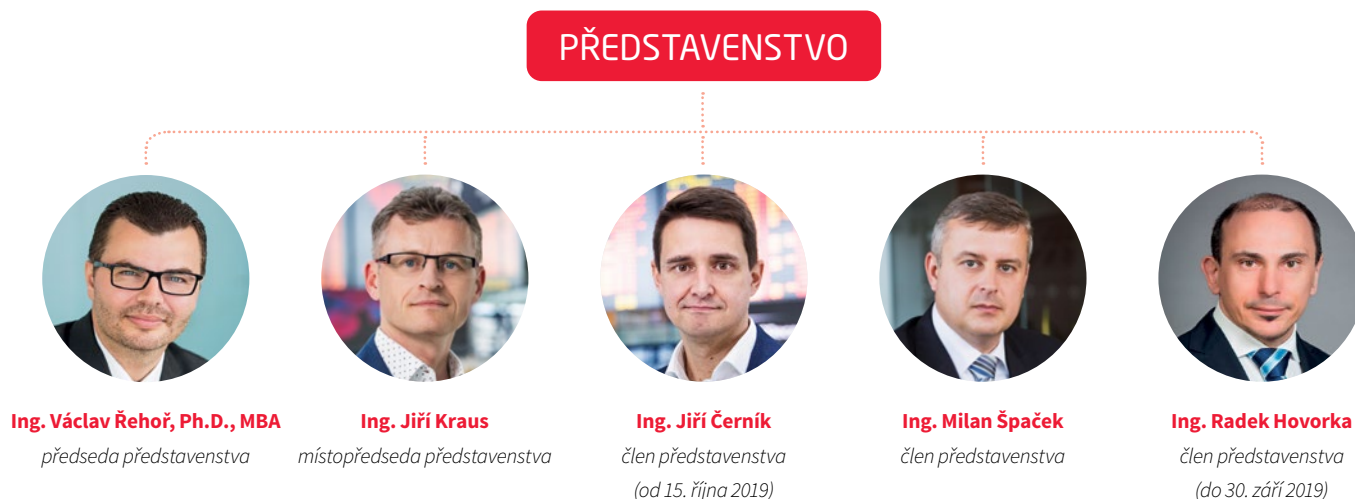 PŘEDSTAVENSTVO
Ing. Václav Řehoř, Ph.D., MBA
předseda představenstva
Ing. Jiří Kraus
místopředseda představenstva
Ing. Jiří Černík
člen představenstva
(od 15. října 2019)
Ing. Milan Špaček
člen představenstva
Ing. Radek Hovorka
člen představenstva
(do 30. září 2019)